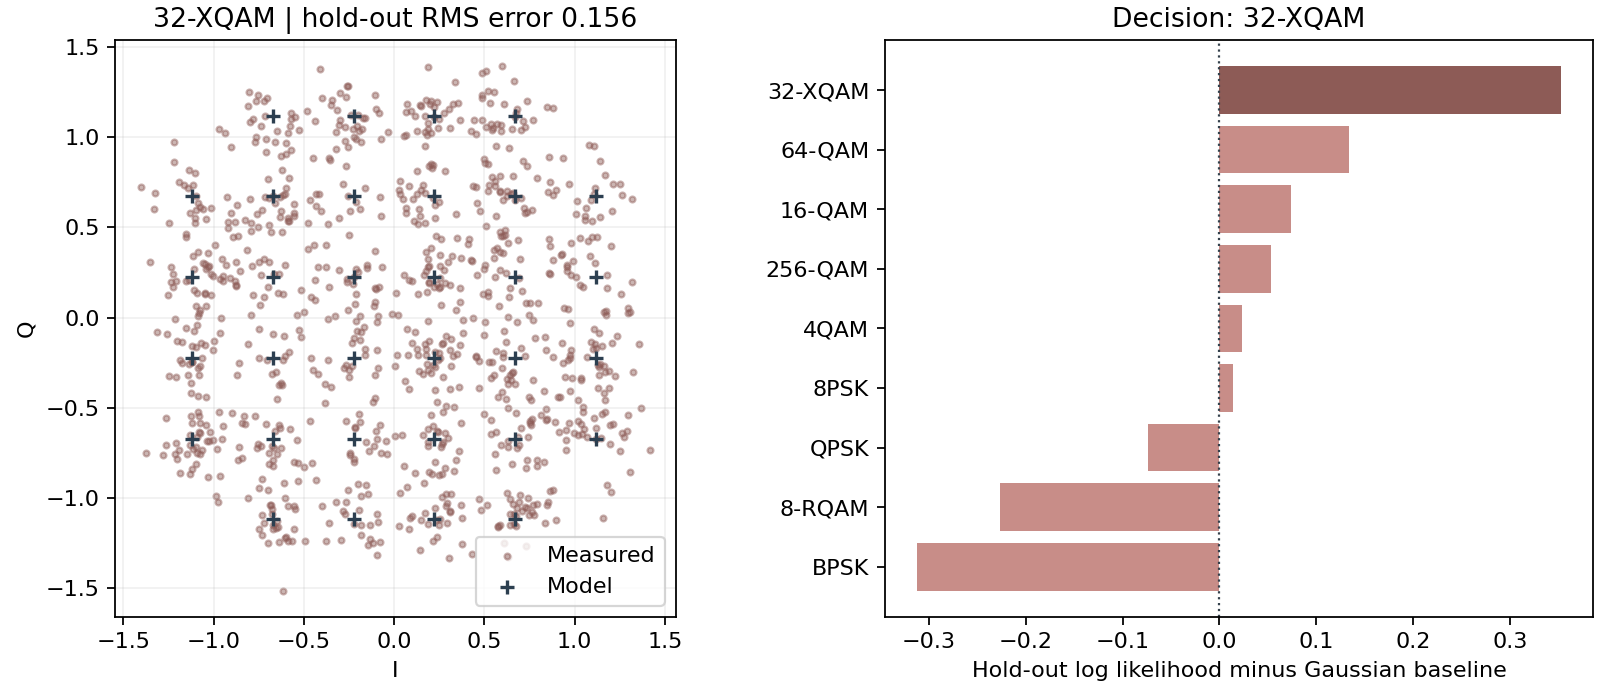 32-XQAM | hold-out RMS error 0.156
1.5
1.0
0.5
0.0
−0.5
−1.0
−1.5
Q
−1.5
−1.0
−0.5
0.0
0.5
1.0
1.5
I
Measured
Model
Decision: 32-XQAM
32-XQAM
64-QAM
16-QAM
256-QAM
4QAM
8PSK
QPSK
8-RQAM
BPSK
−0.3
−0.2
−0.1
0.0
0.1
0.2
0.3
Hold-out log likelihood minus Gaussian baseline